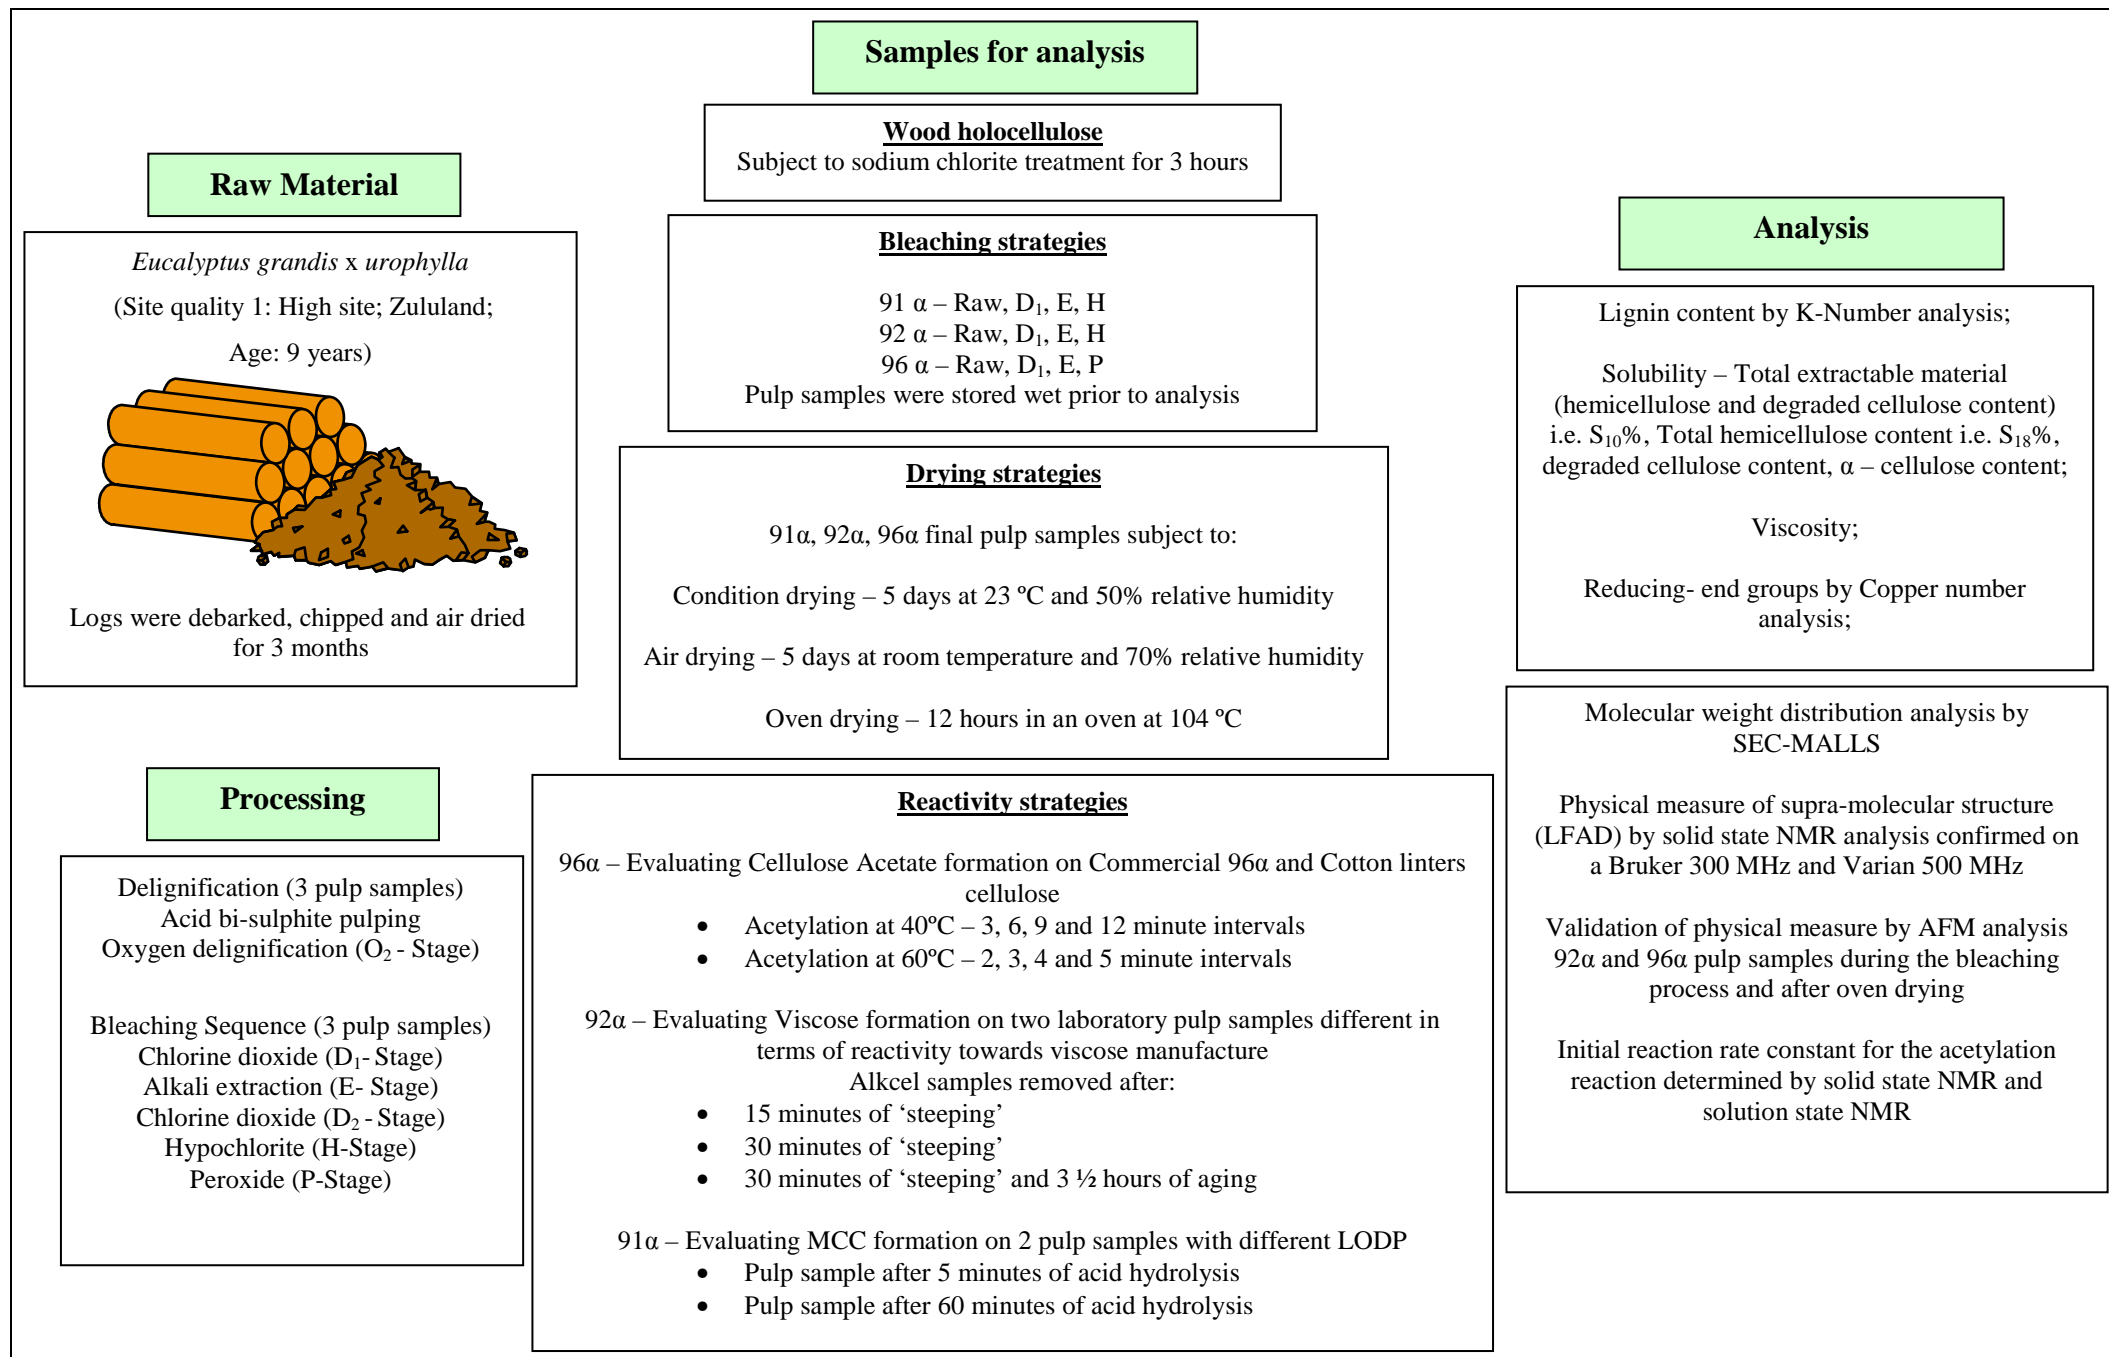 Samples for analysis
Wood holocellulose
Subject to sodium chlorite treatment for 3 hours
Raw Material
Eucalyptus grandis x urophylla
(Site quality 1: High site; Zululand;
Age: 9 years)
Logs were debarked, chipped and air dried
for 3 months
Processing
Delignification (3 pulp samples)
Acid bi-sulphite pulping
Oxygen delignification (O₂ - Stage)
Bleaching Sequence (3 pulp samples)
Chlorine dioxide (D₁- Stage)
Alkali extraction (E- Stage)
Chlorine dioxide (D₂ - Stage)
Hypochlorite (H-Stage)
Peroxide (P-Stage)
Bleaching strategies
91 α – Raw, D₁, E, H
92 α – Raw, D₁, E, H
96 α – Raw, D₁, E, P
Pulp samples were stored wet prior to analysis
Drying strategies
91α, 92α, 96α final pulp samples subject to:
Condition drying – 5 days at 23 ºC and 50% relative humidity
Air drying – 5 days at room temperature and 70% relative humidity
Oven drying – 12 hours in an oven at 104 ºC
Reactivity strategies
96α – Evaluating Cellulose Acetate formation on Commercial 96α and Cotton linters
cellulose
• Acetylation at 40ºC – 3, 6, 9 and 12 minute intervals
• Acetylation at 60ºC – 2, 3, 4 and 5 minute intervals
92α – Evaluating Viscose formation on two laboratory pulp samples different in
terms of reactivity towards viscose manufacture
Alkcel samples removed after:
• 15 minutes of ‘steeping’
• 30 minutes of ‘steeping’
• 30 minutes of ‘steeping’ and 3 ½ hours of aging
91α – Evaluating MCC formation on 2 pulp samples with different LODP
• Pulp sample after 5 minutes of acid hydrolysis
• Pulp sample after 60 minutes of acid hydrolysis
Analysis
Lignin content by K-Number analysis;
Solubility – Total extractable material
(hemicellulose and degraded cellulose content)
i.e. S₁₀%, Total hemicellulose content i.e. S₁₈%,
degraded cellulose content, α – cellulose content;
Viscosity;
Reducing- end groups by Copper number
analysis;
Molecular weight distribution analysis by
SEC-MALLS
Physical measure of supra-molecular structure
(LFAD) by solid state NMR analysis confirmed on
a Bruker 300 MHz and Varian 500 MHz
Validation of physical measure by AFM analysis
92α and 96α pulp samples during the bleaching
process and after oven drying
Initial reaction rate constant for the acetylation
reaction determined by solid state NMR and
solution state NMR